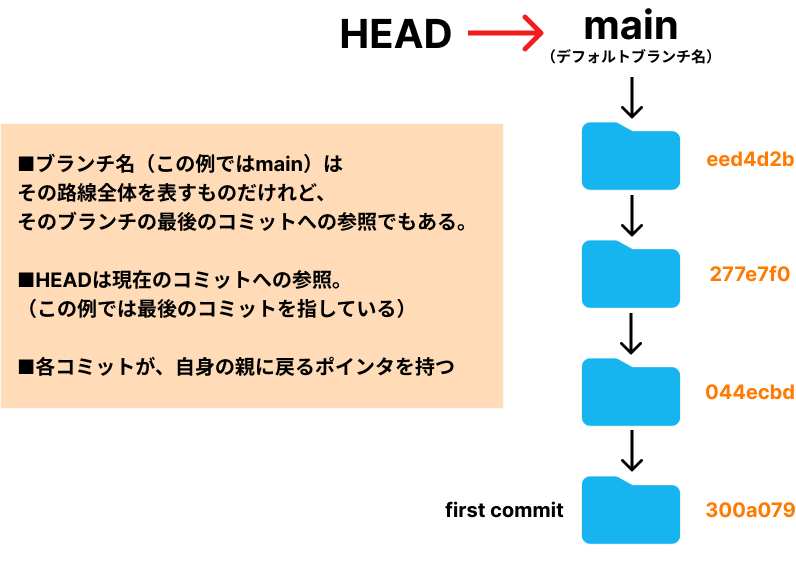 HEAD
main
（デフォルトブランチ名）
■ブランチ名（この例ではmain）は
その路線全体を表すものだけれど、
そのブランチの最後のコミットへの参照でもある。
■HEADは現在のコミットへの参照。
（この例では最後のコミットを指している）
■各コミットが、自身の親に戻るポインタを持つ
eed4d2b
277e7f0
044ecbd
first commit
300a079